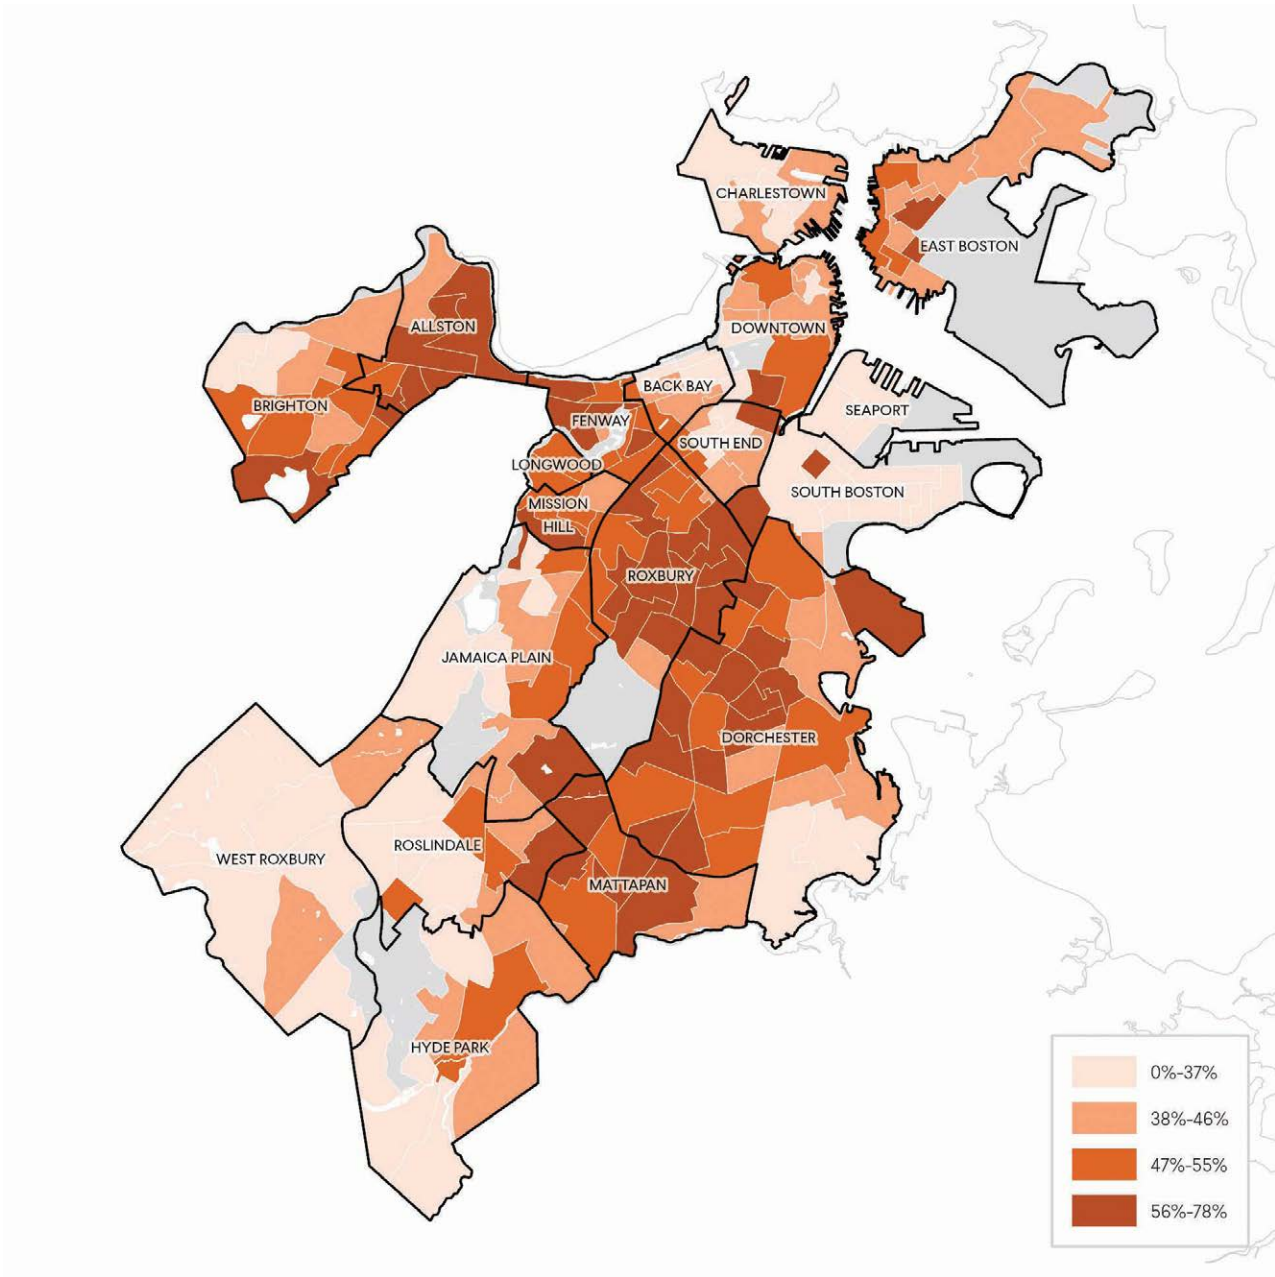 CHARLESTOWN
EAST BOSTON
ALLSTON
DOWNTOWN
BACK BAY
BRIGHTON
SEAPORT
FENWAY
SOUTH END
LONGWOOD
SOUTH BOSTON
MISSION
HILL
ROXBURY
JAMAICA PLAIN
DORCHESTER
ROSLINDALE
WEST ROXBURY
MATTAPAN
HYDE PARK
0%-37%
38%-46%
47%-55%
56%-78%